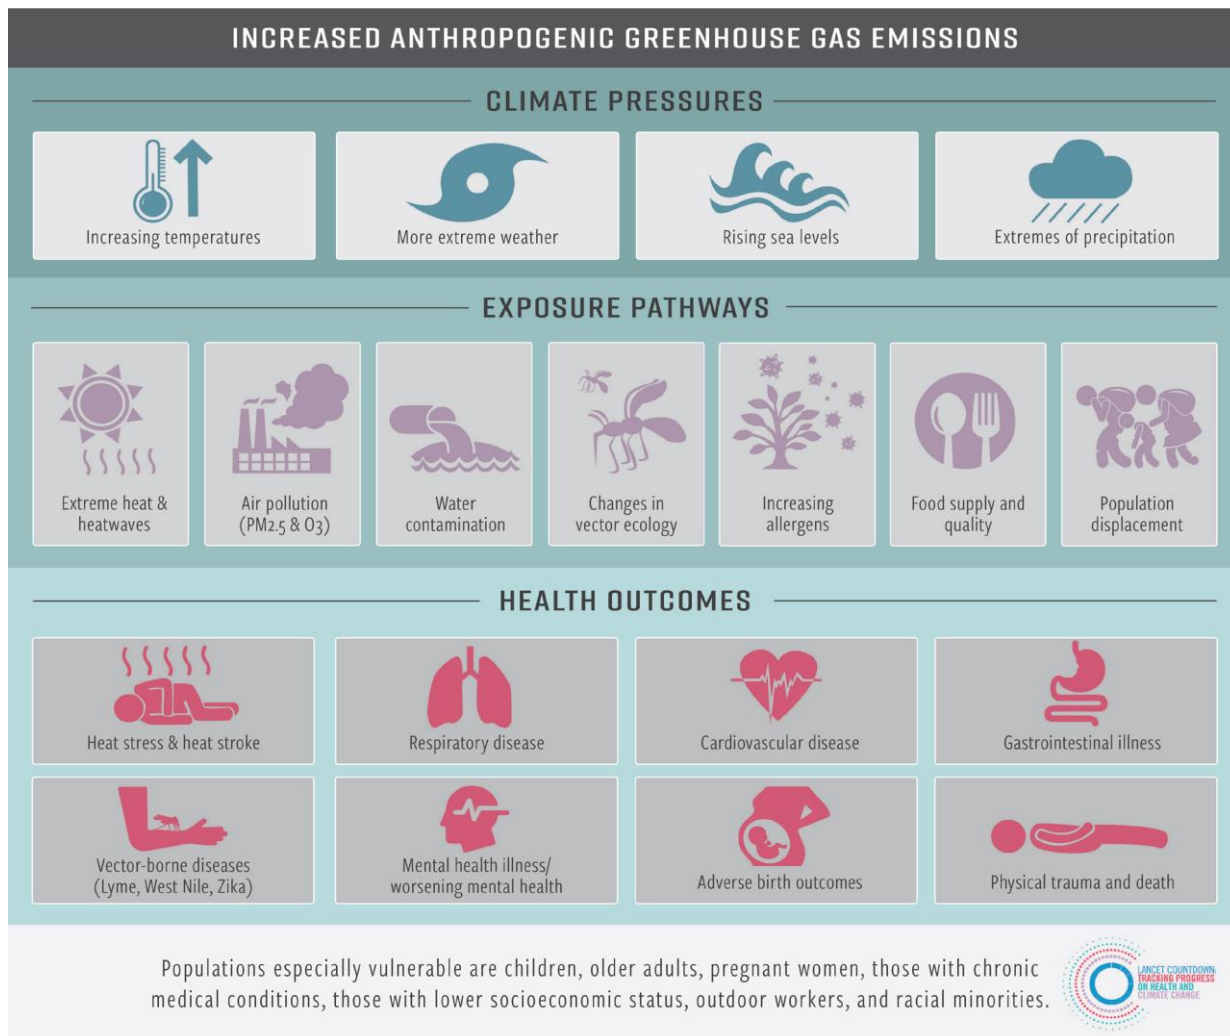 INCREASED ANTHROPOGENIC GREENHOUSE GAS EMISSIONS
CLIMATE PRESSURES
Increasing temperatures
More extreme weather
Rising sea levels
Extremes of precipitation
EXPOSURE PATHWAYS
Extreme heat &
heatwaves
Air pollution
(PM2.5 & O3)
Water
contamination
Changes in
vector ecology
Increasing
allergens
Food supply and
quality
Population
displacement
HEALTH OUTCOMES
Heat stress & heat stroke
Respiratory disease
Cardiovascular disease
Gastrointestinal illness
Vector-borne diseases
(Lyme, West Nile, Zika)
Mental health illness/
worsening mental health
Adverse birth outcomes
Physical trauma and death
Populations especially vulnerable are children, older adults, pregnant women, those with chronic
medical conditions, those with lower socioeconomic status, outdoor workers, and racial minorities.
LANCET COUNTDOWN:
TRACKING PROGRESS
ON HEALTH AND
CLIMATE CHANGE